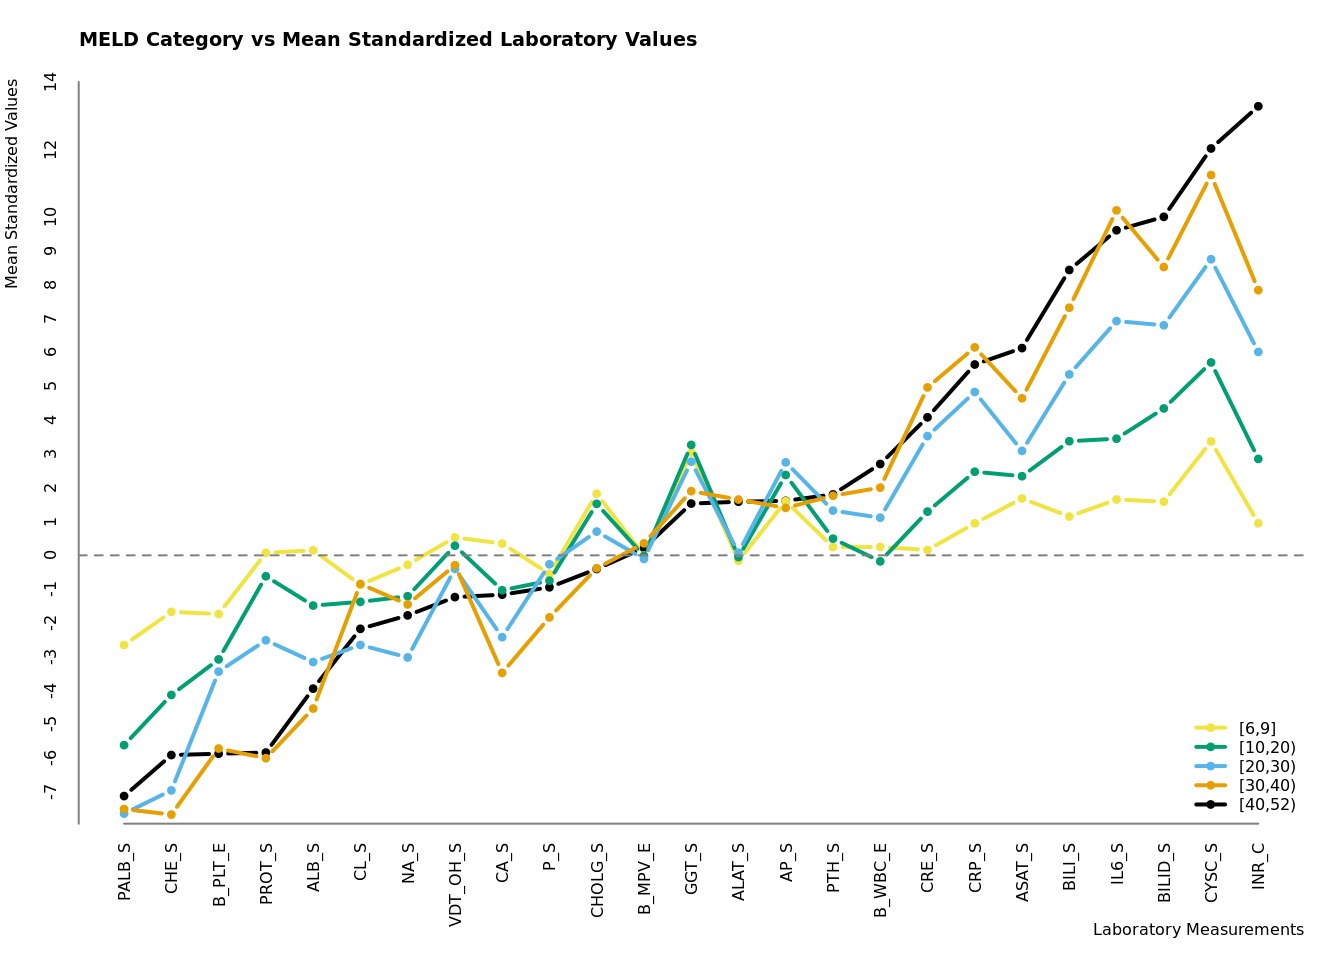 MELD Category vs Mean Standardized Laboratory Values
Mean Standardized Values
14
12
10
9
8
7
6
5
4
3
2
1
0
-1
-2
-3
-4
-5
-6
-7
[6,9]
[10,20)
[20,30)
[30,40)
[40,52)
PALB_S
CHE_S
B_PLT_E
PROT_S
ALB_S
CL_S
NA_S
VDT_OH_S
CA_S
P_S
CHOLG_S
B_MPV_E
GGT_S
ALAT_S
AP_S
PTH_S
B_WBC_E
CRE_S
CRP_S
ASAT_S
BILI_S
IL6_S
BILID_S
CYSC_S
INR_C
Laboratory Measurements